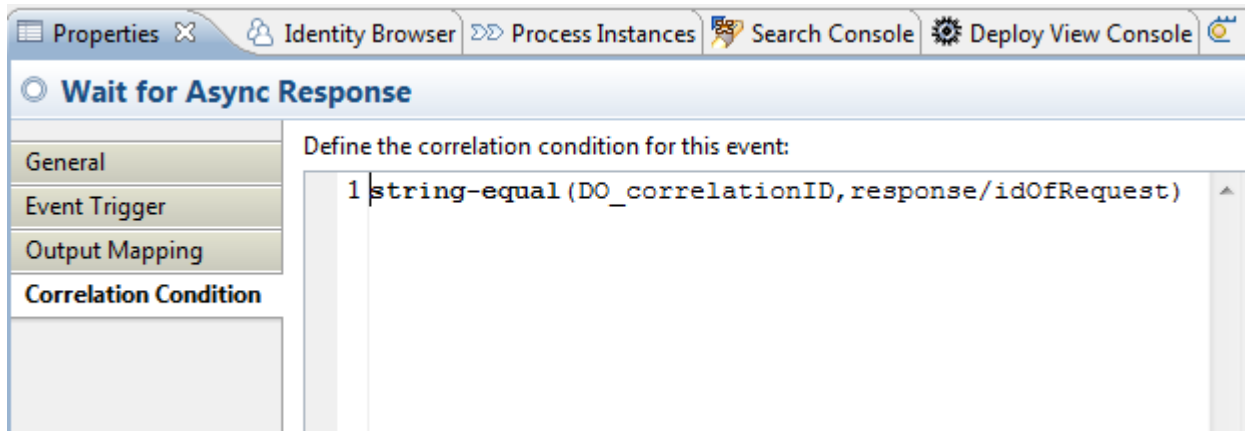 Properties Identity Browser Process Instances Search Console Deploy View Console
Wait for Async Response
General
Event Trigger
Output Mapping
Correlation Condition
Define the correlation condition for this event:
1 string-equal(DO_correlationID,response/idOfRequest)